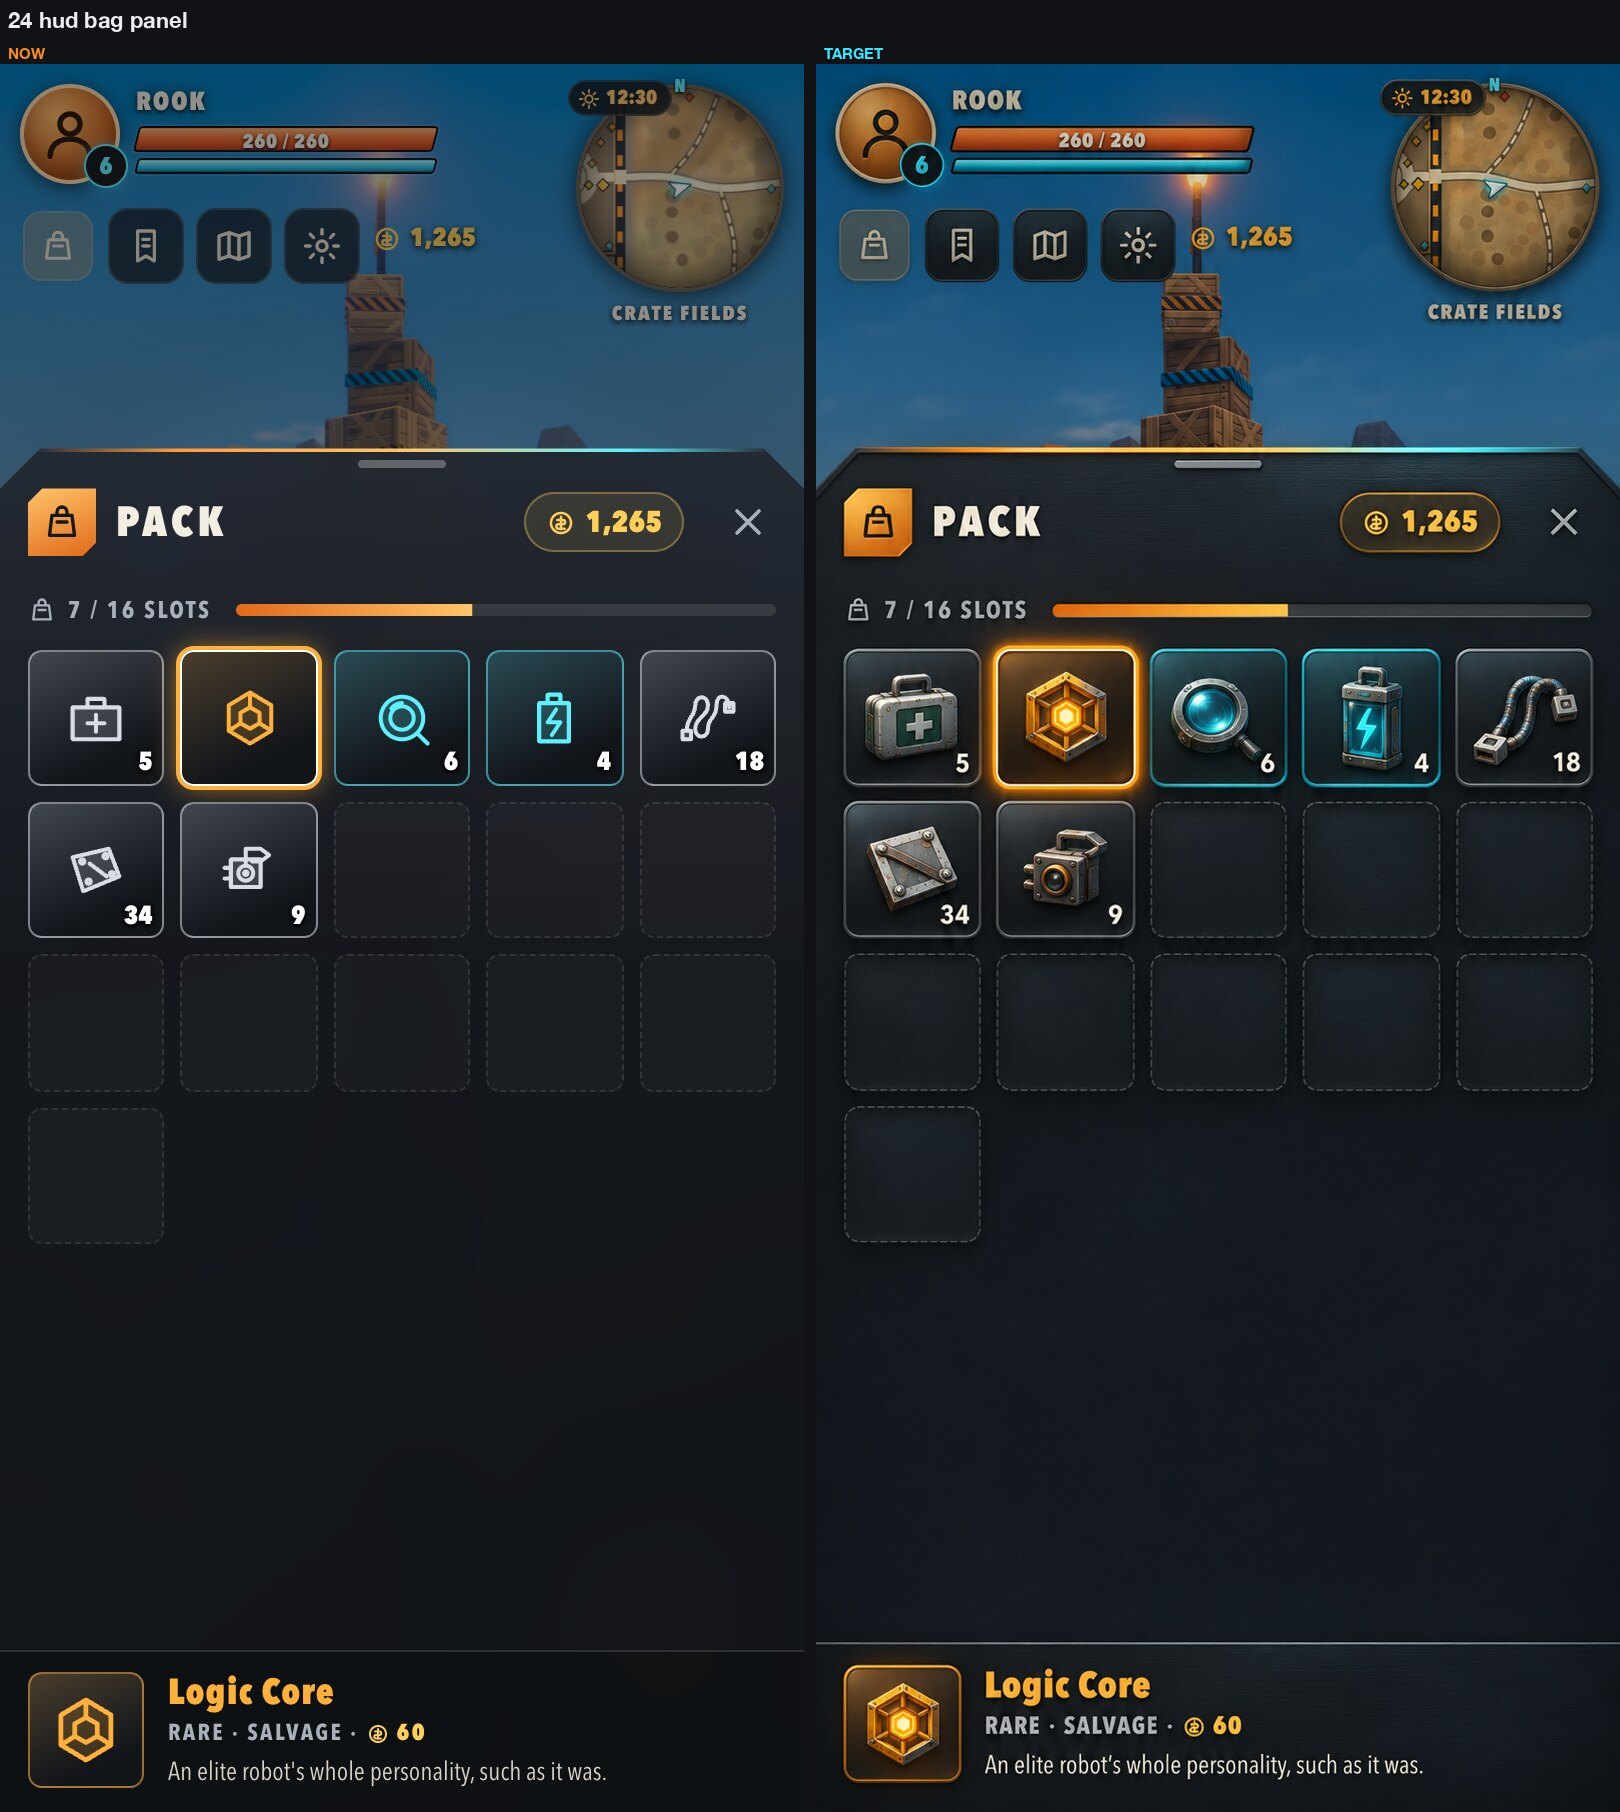 24 hud bag panel
NOW
ROOK
260 / 260
6
12:30
N
1,265
CRATE FIELDS
PACK
1,265
7 / 16 SLOTS
5
6
4
18
34
9
Logic Core
RARE · SALVAGE · 60
An elite robot's whole personality, such as it was.
TARGET
ROOK
260 / 260
6
12:30
N
1,265
CRATE FIELDS
PACK
1,265
7 / 16 SLOTS
5
6
4
18
34
9
Logic Core
RARE · SALVAGE · 60
An elite robot’s whole personality, such as it was.